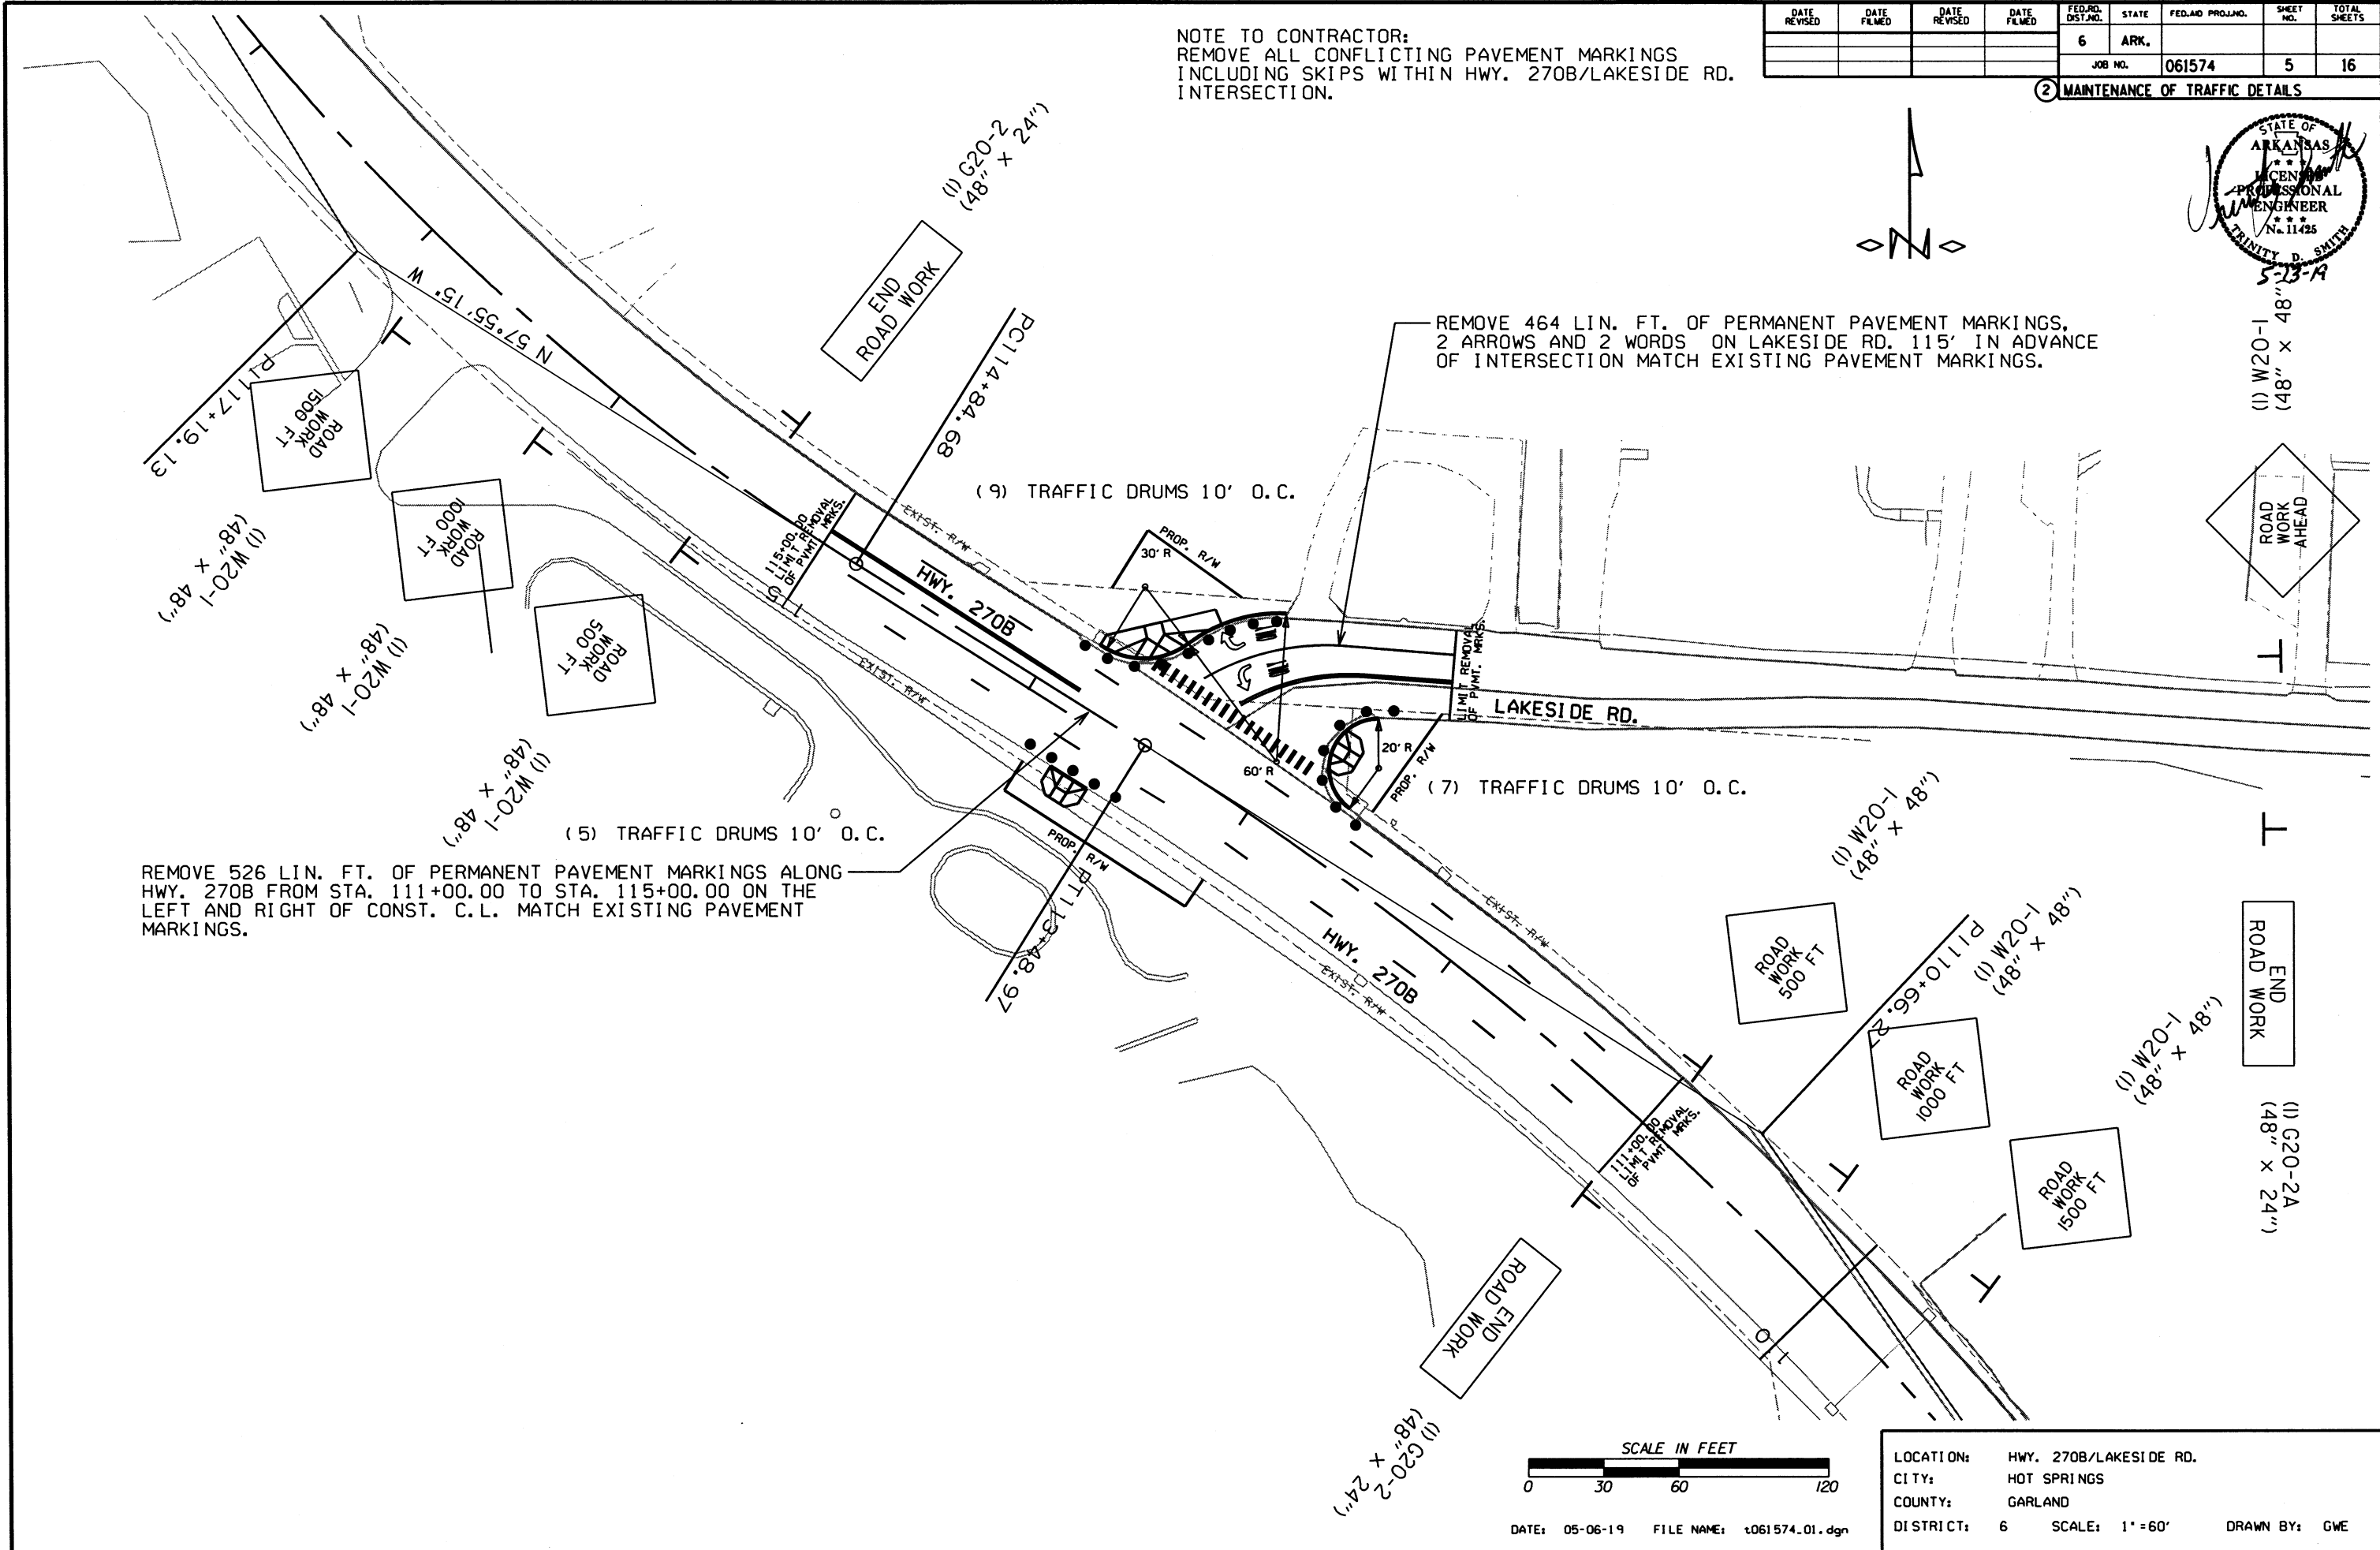 NOTE TO CONTRACTOR:
REMOVE ALL CONFLICTING PAVEMENT MARKINGS
INCLUDING SKIPS WITHIN HWY. 270B/LAKESIDE RD.
INTERSECTION.
DATE REVISED
DATE FILMED
DATE REVISED
DATE FILMED
FED.RD. DIST.NO.
STATE
FED.AID PROJ.NO.
SHEET NO.
TOTAL SHEETS
6
ARK.
JOB NO.
061574
5
16
2
MAINTENANCE OF TRAFFIC DETAILS
STATE OF
ARKANSAS
LICENSED
PROFESSIONAL
ENGINEER
No. 11425
TRINITY D. SMITH
5-23-19
N
(1) G20-2
(48" X 24")
END
ROAD WORK
N 57°55'15" W
PI 117+19.13
PC114+84.68
REMOVE 464 LIN. FT. OF PERMANENT PAVEMENT MARKINGS,
2 ARROWS AND 2 WORDS ON LAKESIDE RD. 115' IN ADVANCE
OF INTERSECTION MATCH EXISTING PAVEMENT MARKINGS.
(1) W20-1
(48" X 48")
ROAD
WORK
AHEAD
ROAD
WORK
1500 FT
(1) W20-1
(48" X 48")
ROAD
WORK
1000 FT
(1) W20-1
(48" X 48")
ROAD
WORK
500 FT
(1) W20-1
(48" X 48")
(9) TRAFFIC DRUMS 10' O.C.
115+00.00
LIMIT REMOVAL
OF PVMT. MRKS.
115
EXIST. R/W
PROP. R/W
30' R
HWY. 270B
EXIST. R/W
LIMIT REMOVAL
OF PVMT. MRKS.
LAKESIDE RD.
20' R
60' R
PROP. R/W
(7) TRAFFIC DRUMS 10' O.C.
(5) TRAFFIC DRUMS 10' O.C.
PROP. R/W
REMOVE 526 LIN. FT. OF PERMANENT PAVEMENT MARKINGS ALONG
HWY. 270B FROM STA. 111+00.00 TO STA. 115+00.00 ON THE
LEFT AND RIGHT OF CONST. C.L. MATCH EXISTING PAVEMENT
MARKINGS.
PT113+48.97
EXIST. R/W
HWY. 270B
EXIST. R/W
(1) W20-1
(48" X 48")
ROAD
WORK
500 FT
PI110+66.27
(1) W20-1
(48" X 48")
ROAD
WORK
1000 FT
(1) W20-1
(48" X 48")
ROAD
WORK
1500 FT
END
ROAD WORK
(1) G20-2A
(48" X 24")
111+00.00
LIMIT REMOVAL
OF PVMT MRKS.
END
ROAD WORK
(1) G20-2
(48" X 24")
110
SCALE IN FEET
0 30 60 120
DATE: 05-06-19 FILE NAME: t061574_01.dgn
LOCATION: HWY. 270B/LAKESIDE RD.
CITY: HOT SPRINGS
COUNTY: GARLAND
DISTRICT: 6 SCALE: 1"=60' DRAWN BY: GWE